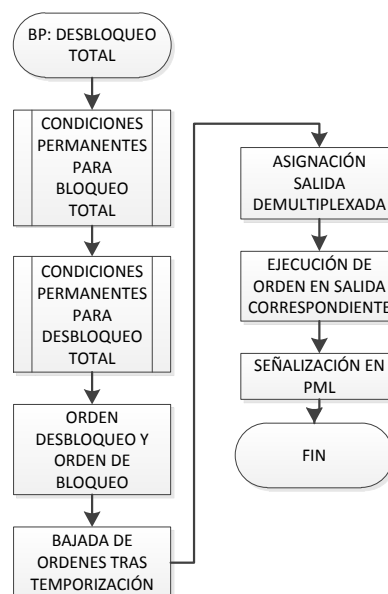 BP: DESBLOQUEO
TOTAL
CONDICIONES
PERMANENTES
PARA
BLOQUEO
TOTAL
CONDICIONES
PERMANENTES
PARA
DESBLOQUEO
TOTAL
ORDEN
DESBLOQUEO Y
ORDEN DE
BLOQUEO
BAJADA DE
ORDENES TRAS
TEMPORIZACIÓN
ASIGNACIÓN
SALIDA
DEMULTIPLEXADA
EJECUCIÓN DE
ORDEN EN SALIDA
CORRESPONDIENTE
SEÑALIZACIÓN EN
PML
FIN